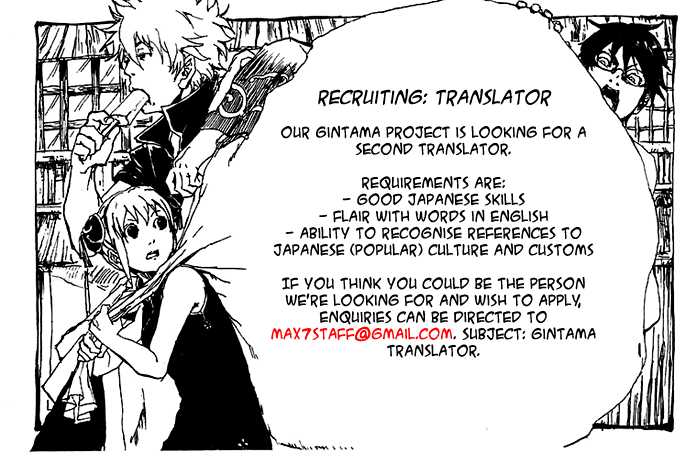 RECRUITING: TRANSLATOR
OUR GINTAMA PROJECT IS LOOKING FOR A
SECOND TRANSLATOR.
REQUIREMENTS ARE:
- GOOD JAPANESE SKILLS
- FLAIR WITH WORDS IN ENGLISH
- ABILITY TO RECOGNISE REFERENCES TO
JAPANESE (POPULAR) CULTURE AND CUSTOMS
IF YOU THINK YOU COULD BE THE PERSON
WE'RE LOOKING FOR AND WISH TO APPLY,
ENQUIRIES CAN BE DIRECTED TO
MAX7STAFF@GMAIL.COM. SUBJECT: GINTAMA
TRANSLATOR.